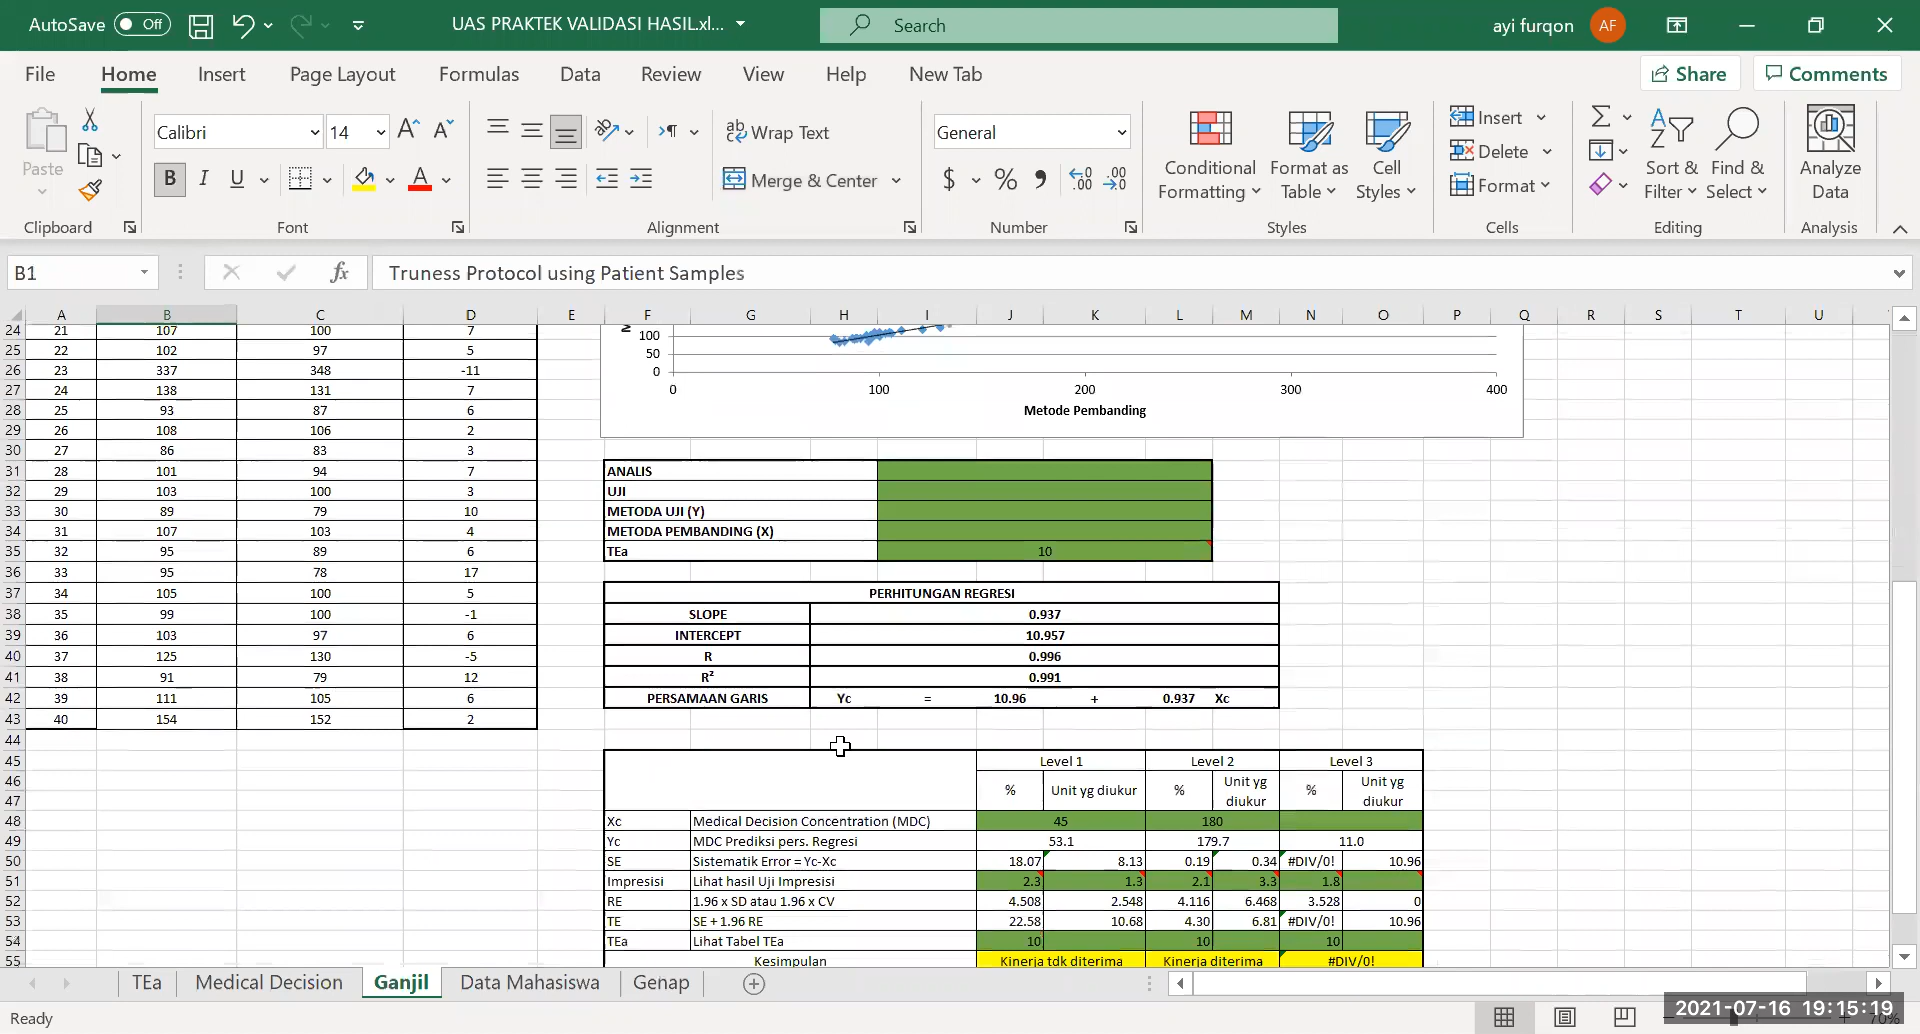 AutoSave Off UAS PRAKTEK VALIDASI HASIL.xl... Search ayi furqon AF
File Home Insert Page Layout Formulas Data Review View Help New Tab Share Comments
Calibri 14 Wrap Text General Insert
Paste B I U Merge & Center $ % Conditional Formatting Format as Table Cell Styles Delete Format Sort & Filter Find & Select Analyze Data
Clipboard Font Alignment Number Styles Cells Editing Analysis
B1 fx Truness Protocol using Patient Samples
A B C D E F G H I J K L M N O P Q R S T U V
24 21 107 100 7
25 22 102 97 5
26 23 337 348 -11
27 24 138 131 7
28 25 93 87 6
29 26 108 106 2
30 27 86 83 3
31 28 101 94 7
32 29 103 100 3
33 30 89 79 10
34 31 107 103 4
35 32 95 89 6
36 33 95 78 17
37 34 105 100 5
38 35 99 100 -1
39 36 103 97 6
40 37 125 130 -5
41 38 91 79 12
42 39 111 105 6
43 40 154 152 2
44
45
46
47
48
49
50
51
52
53
54
55
100
50
0
0 100 200 300 400
Metode Pembanding
ANALIS
UJI
METODA UJI (Y)
METODA PEMBANDING (X)
TEa 10
PERHITUNGAN REGRESI
SLOPE 0.937
INTERCEPT 10.957
R 0.996
R² 0.991
PERSAMAAN GARIS Yc = 10.96 + 0.937 Xc
Level 1 Level 2 Level 3
% Unit yg diukur % Unit yg diukur % Unit yg diukur
Xc Medical Decision Concentration (MDC) 45 180
Yc MDC Prediksi pers. Regresi 53.1 179.7 11.0
SE Sistematik Error = Yc-Xc 18.07 8.13 0.19 0.34 #DIV/0! 10.96
Impresisi Lihat hasil Uji Impresisi 2.3 1.3 2.1 3.3 1.8
RE 1.96 x SD atau 1.96 x CV 4.508 2.548 4.116 6.468 3.528 0
TE SE + 1.96 RE 22.58 10.68 4.30 6.81 #DIV/0! 10.96
TEa Lihat Tabel TEa 10 10 10
Kesimpulan Kinerja tdk diterima Kinerja diterima #DIV/0!
TEa Medical Decision Ganjil Data Mahasiswa Genap
Ready 2021-07-16 19:15:19 70%